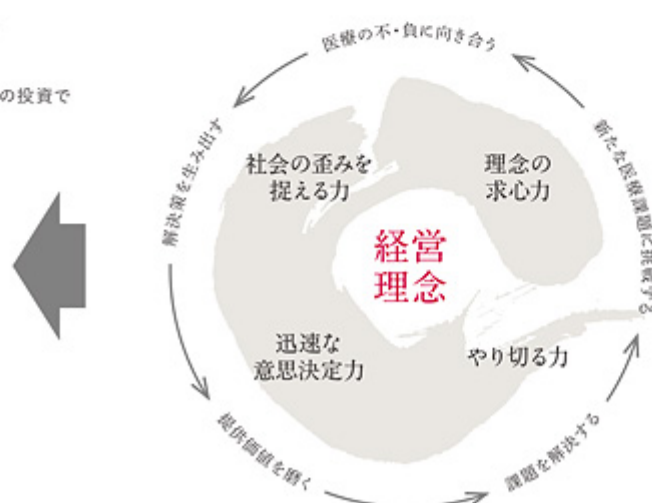 の投資で
医療の不・負に向き合う
解決策を生み出す
提供価値を磨く
課題を解決する
新たな医療課題に挑戦する
社会の歪みを
捉える力
理念の
求心力
経営
理念
迅速な
意思決定力
やり切る力